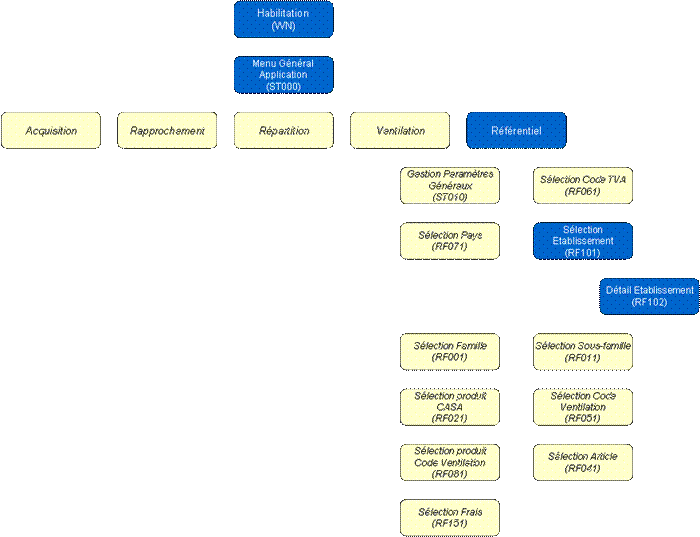 Habilitation
(WN)
Menu Général
Application
(ST000)
Acquisition
Rapprochement
Répartition
Ventilation
Référentiel
Gestion Paramètres
Généraux
(ST010)
Sélection Code TVA
(RF061)
Sélection Pays
(RF071)
Sélection
Etablissement
(RF101)
Détail Etablissement
(RF102)
Sélection Famille
(RF001)
Sélection Sous-famille
(RF011)
Sélection produit
CASA
(RF021)
Sélection Code
Ventilation
(RF051)
Sélection produit
Code Ventilation
(RF081)
Sélection Article
(RF041)
Sélection Frais
(RF151)